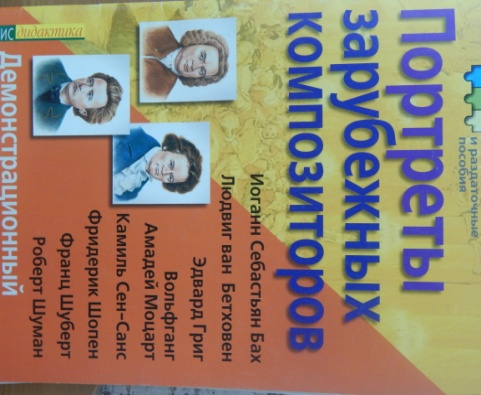 и раздаточные
пособия
Портреты
зарубежных
композиторов
Иоганн Себастьян Бах
Людвиг ван Бетховен
Эдвард Григ
Вольфганг
Амадей Моцарт
Камиль Сен-Санс
Фридерик Шопен
Франц Шуберт
Роберт Шуман
ИС дидактика
Демонстрационный